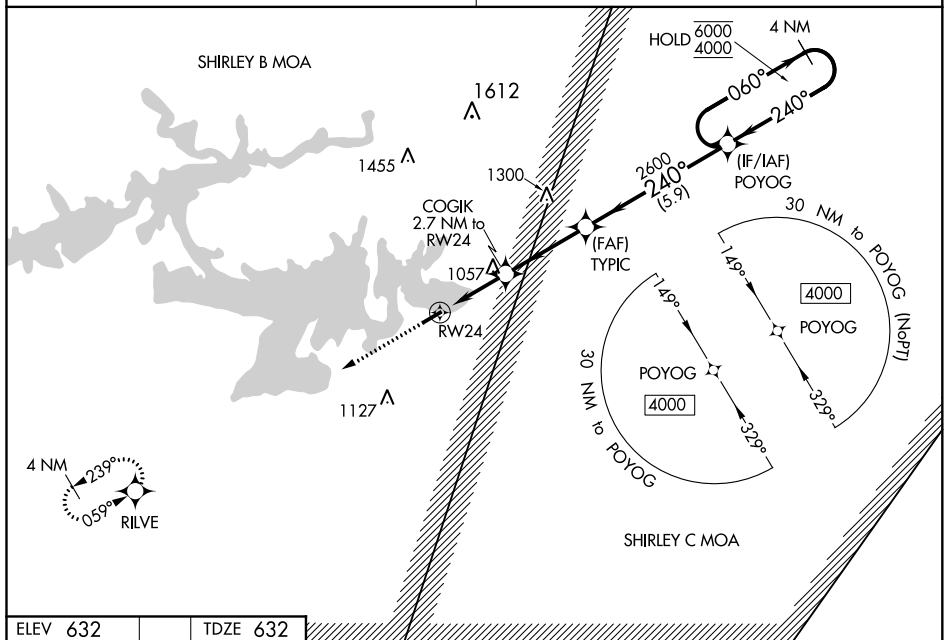 SHIRLEY B MOA
HOLD 6000
4000
4 NM
060°
240°
1612
1455
1300
2600
240°
(5.9)
(IF/IAF)
POYOG
COGIK
2.7 NM to
RW24
(FAF)
TYPIC
1057
RW24
30 NM to POYOG (NoPT)
149°
4000
POYOG
329°
149°
POYOG
4000
329°
30 NM to POYOG
1127
4 NM
239°
059°
RILVE
SHIRLEY C MOA
ELEV 632
TDZE 632